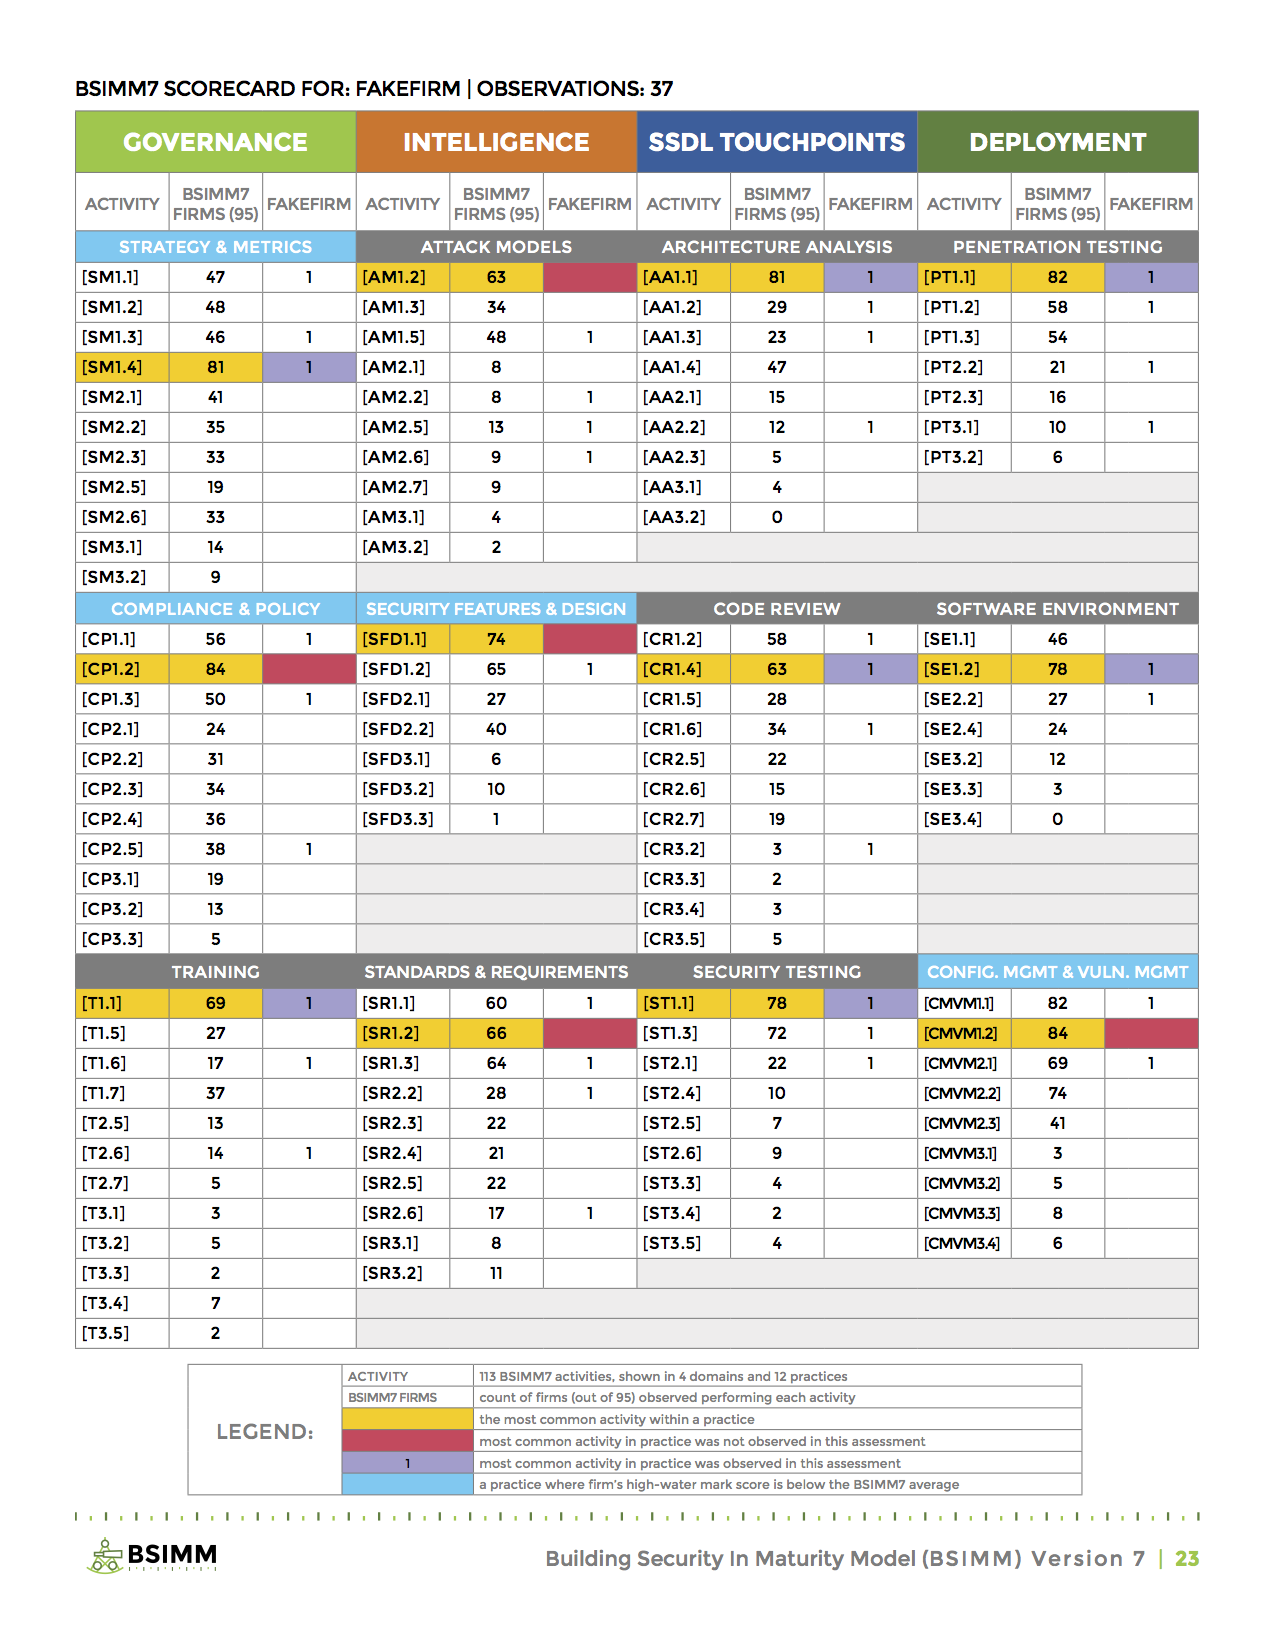 BSIMM7 SCORECARD FOR: FAKEFIRM | OBSERVATIONS: 37
GOVERNANCE INTELLIGENCE SSDL TOUCHPOINTS DEPLOYMENT
ACTIVITY BSIMM7 FIRMS (95) FAKEFIRM ACTIVITY BSIMM7 FIRMS (95) FAKEFIRM ACTIVITY BSIMM7 FIRMS (95) FAKEFIRM ACTIVITY BSIMM7 FIRMS (95) FAKEFIRM
STRATEGY & METRICS ATTACK MODELS ARCHITECTURE ANALYSIS PENETRATION TESTING
[SM1.1] 47 1 [AM1.2] 63 [AA1.1] 81 1 [PT1.1] 82 1
[SM1.2] 48 [AM1.3] 34 [AA1.2] 29 1 [PT1.2] 58 1
[SM1.3] 46 1 [AM1.5] 48 1 [AA1.3] 23 1 [PT1.3] 54
[SM1.4] 81 1 [AM2.1] 8 [AA1.4] 47 [PT2.2] 21 1
[SM2.1] 41 [AM2.2] 8 1 [AA2.1] 15 [PT2.3] 16
[SM2.2] 35 [AM2.5] 13 1 [AA2.2] 12 1 [PT3.1] 10 1
[SM2.3] 33 [AM2.6] 9 1 [AA2.3] 5 [PT3.2] 6
[SM2.5] 19 [AM2.7] 9 [AA3.1] 4
[SM2.6] 33 [AM3.1] 4 [AA3.2] 0
[SM3.1] 14 [AM3.2] 2
[SM3.2] 9
COMPLIANCE & POLICY SECURITY FEATURES & DESIGN CODE REVIEW SOFTWARE ENVIRONMENT
[CP1.1] 56 1 [SFD1.1] 74 [CR1.2] 58 1 [SE1.1] 46
[CP1.2] 84 [SFD1.2] 65 1 [CR1.4] 63 1 [SE1.2] 78 1
[CP1.3] 50 1 [SFD2.1] 27 [CR1.5] 28 [SE2.2] 27 1
[CP2.1] 24 [SFD2.2] 40 [CR1.6] 34 1 [SE2.4] 24
[CP2.2] 31 [SFD3.1] 6 [CR2.5] 22 [SE3.2] 12
[CP2.3] 34 [SFD3.2] 10 [CR2.6] 15 [SE3.3] 3
[CP2.4] 36 [SFD3.3] 1 [CR2.7] 19 [SE3.4] 0
[CP2.5] 38 1 [CR3.2] 3 1
[CP3.1] 19 [CR3.3] 2
[CP3.2] 13 [CR3.4] 3
[CP3.3] 5 [CR3.5] 5
TRAINING STANDARDS & REQUIREMENTS SECURITY TESTING CONFIG. MGMT & VULN. MGMT
[T1.1] 69 1 [SR1.1] 60 1 [ST1.1] 78 1 [CMVM1.1] 82 1
[T1.5] 27 [SR1.2] 66 [ST1.3] 72 1 [CMVM1.2] 84
[T1.6] 17 1 [SR1.3] 64 1 [ST2.1] 22 1 [CMVM2.1] 69 1
[T1.7] 37 [SR2.2] 28 1 [ST2.4] 10 [CMVM2.2] 74
[T2.5] 13 [SR2.3] 22 [ST2.5] 7 [CMVM2.3] 41
[T2.6] 14 1 [SR2.4] 21 [ST2.6] 9 [CMVM3.1] 3
[T2.7] 5 [SR2.5] 22 [ST3.3] 4 [CMVM3.2] 5
[T3.1] 3 [SR2.6] 17 1 [ST3.4] 2 [CMVM3.3] 8
[T3.2] 5 [SR3.1] 8 [ST3.5] 4 [CMVM3.4] 6
[T3.3] 2 [SR3.2] 11
[T3.4] 7
[T3.5] 2
LEGEND:
ACTIVITY 113 BSIMM7 activities, shown in 4 domains and 12 practices
BSIMM7 FIRMS count of firms (out of 95) observed performing each activity
the most common activity within a practice
most common activity in practice was not observed in this assessment
1 most common activity in practice was observed in this assessment
a practice where firm's high-water mark score is below the BSIMM7 average
BSIMM
Building Security In Maturity Model (BSIMM) Version 7 | 23